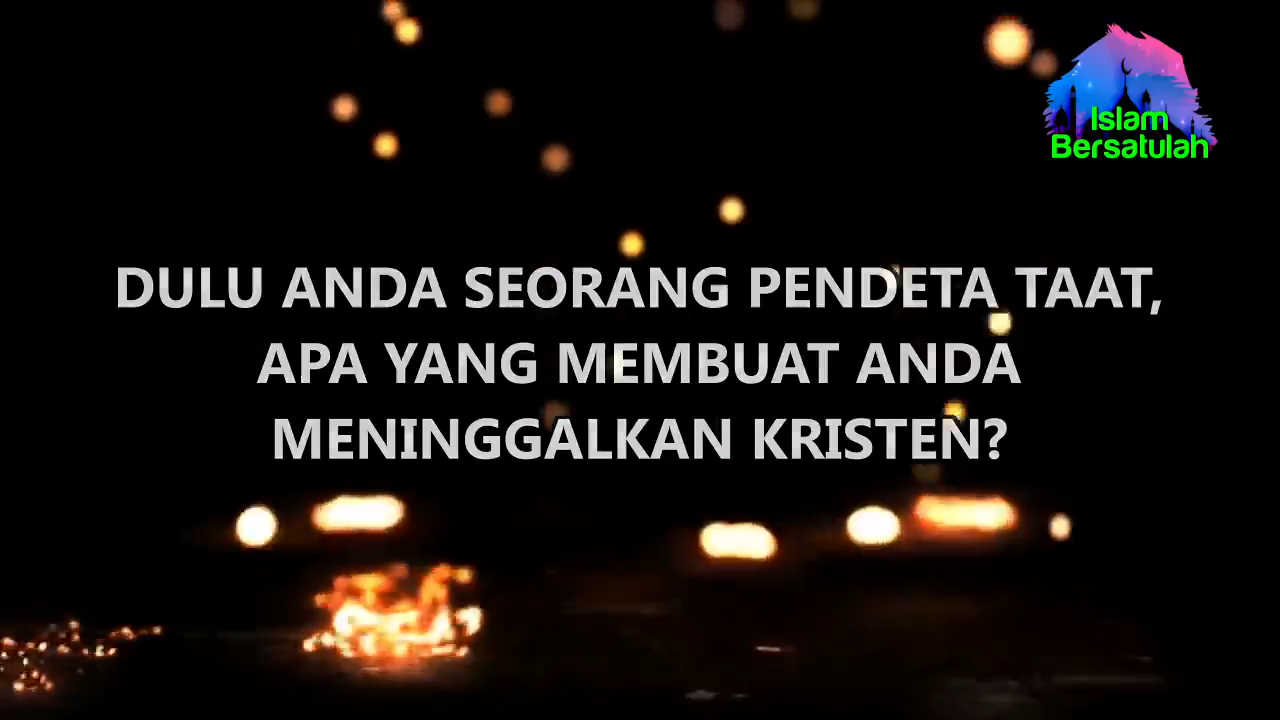 Islam
Bersatulah
DULU ANDA SEORANG PENDETA TAAT,
APA YANG MEMBUAT ANDA
MENINGGALKAN KRISTEN?